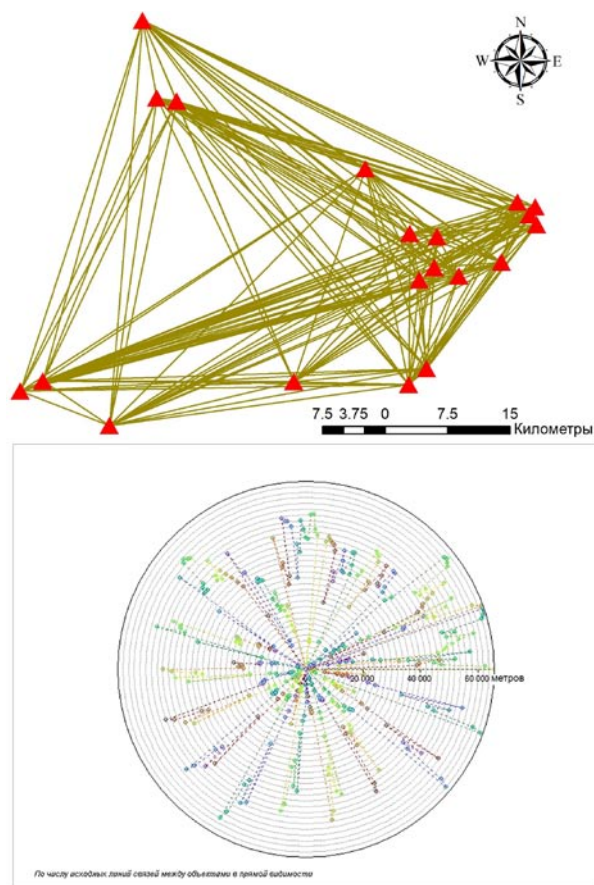 N
W E
S
7.5 3.75 0 7.5 15
Километры
20 000 40 000 60 000 метров
По числу исходных линий связей между объектами в прямой видимости